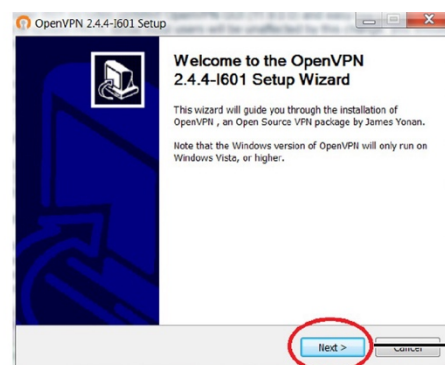 OpenVPN 2.4.4-I601 Setup
Welcome to the OpenVPN
2.4.4-I601 Setup Wizard
This wizard will guide you through the installation of
OpenVPN , an Open Source VPN package by James Yonan.
Note that the Windows version of OpenVPN will only run on
Windows Vista, or higher.
Next >
Cancel